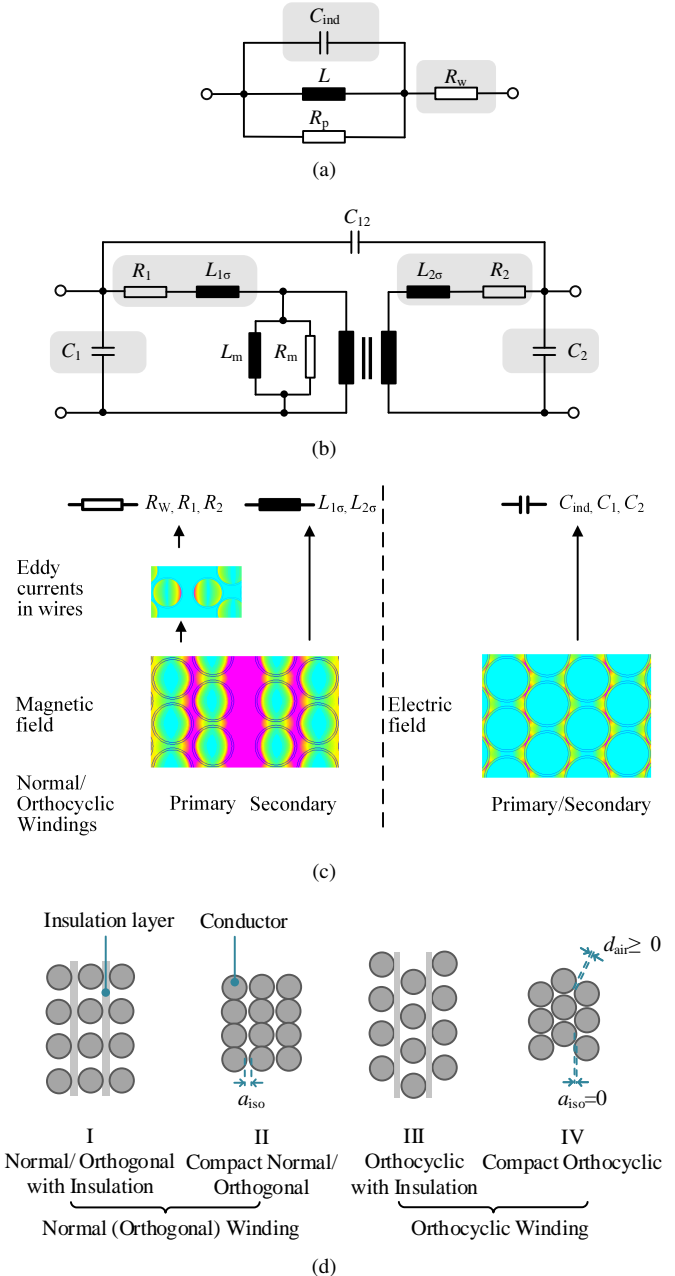 C_ind
L
R_w
R_p
(a)
C_12
R_1 L_1σ L_2σ R_2
C_1 L_m R_m C_2
(b)
R_W, R_1, R_2 L_1σ, L_2σ C_ind, C_1, C_2
Eddy
currents
in wires
Magnetic
field
Electric
field
Normal/
Orthocyclic
Windings
Primary Secondary Primary/Secondary
(c)
Insulation layer Conductor
d_air ≥ 0
a_iso a_iso=0
I II III IV
Normal/ Orthogonal
with Insulation
Compact Normal/
Orthogonal
Orthocyclic
with Insulation
Compact Orthocyclic
Normal (Orthogonal) Winding Orthocyclic Winding
(d)